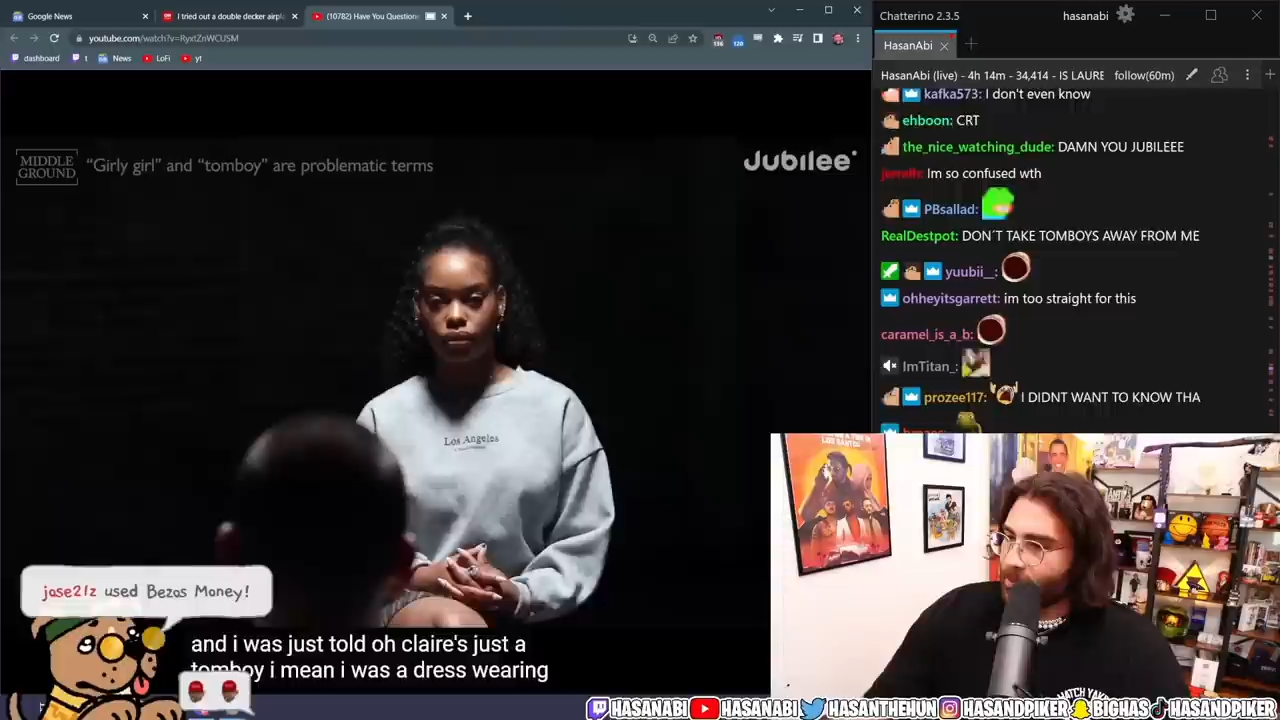 Google News
I tried out a double decker airpl
(10782) Have You Question
youtube.com/watch?v=RyxtZnWCUSM
dashboard
t
News
LoFi
yt
MIDDLE
GROUND
“Girly girl” and “tomboy” are problematic terms
Jubilee
Los Angeles
jase21z used Bezos Money!
and i was just told oh claire's just a
tomboy i mean i was a dress wearing
Chatterino 2.3.5
hasanabi
HasanAbi
HasanAbi (live) - 4h 14m - 34,414 - IS LAURE
follow(60m)
kafka573: I don't even know
ehboon: CRT
the_nice_watching_dude: DAMN YOU JUBILEEE
Im so confused wth
PBsallad:
RealDestpot: DON´T TAKE TOMBOYS AWAY FROM ME
yuubii__:
ohheyitsgarrett: im too straight for this
caramel_is_a_b:
ImTitan_:
prozee117: I DIDNT WANT TO KNOW THA
HASANABI
HASANABI
HASANTHEHUN
HASANDPIKER
BIGHAS
HASANDPIKER